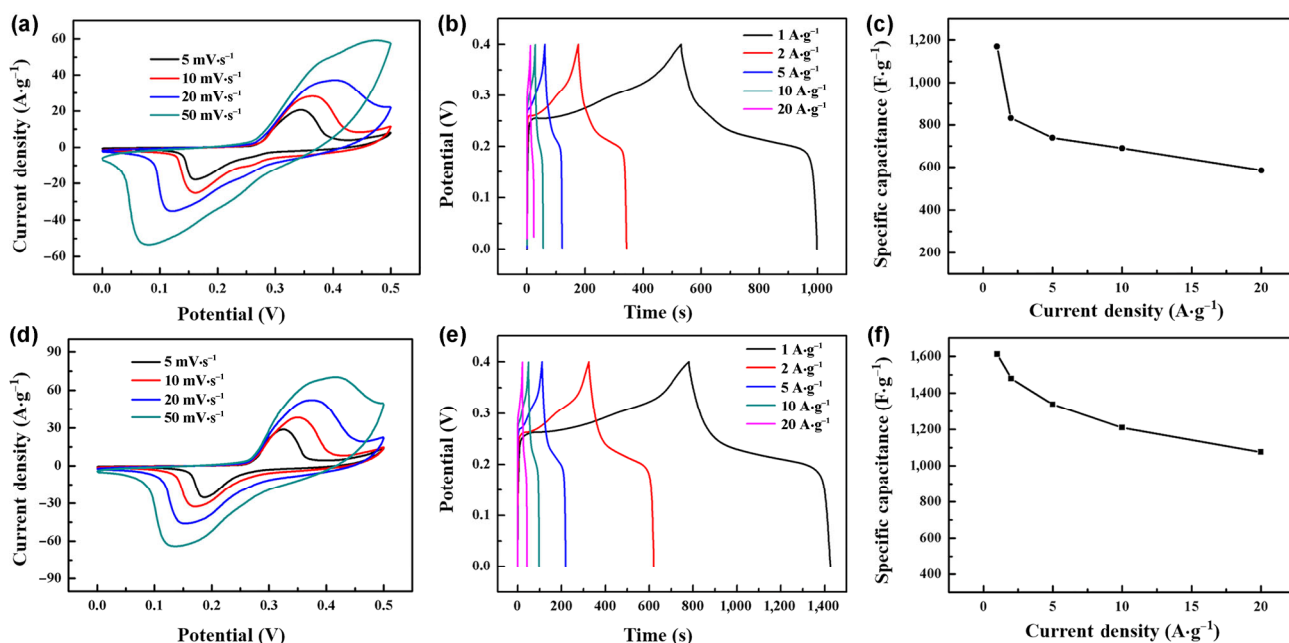 (a)
Current density (A·g⁻¹)
60
40
20
0
−20
−40
−60
5 mV·s⁻¹
10 mV·s⁻¹
20 mV·s⁻¹
50 mV·s⁻¹
0.0 0.1 0.2 0.3 0.4 0.5
Potential (V)
(b)
Potential (V)
0.4
0.3
0.2
0.1
0.0
1 A·g⁻¹
2 A·g⁻¹
5 A·g⁻¹
10 A·g⁻¹
20 A·g⁻¹
0 200 400 600 800 1,000
Time (s)
(c)
Specific capacitance (F·g⁻¹)
1,200
1,000
800
600
400
200
0 5 10 15 20
Current density (A·g⁻¹)
(d)
Current density (A·g⁻¹)
90
60
30
0
−30
−60
−90
5 mV·s⁻¹
10 mV·s⁻¹
20 mV·s⁻¹
50 mV·s⁻¹
0.0 0.1 0.2 0.3 0.4 0.5
Potential (V)
(e)
Potential (V)
0.4
0.3
0.2
0.1
0.0
1 A·g⁻¹
2 A·g⁻¹
5 A·g⁻¹
10 A·g⁻¹
20 A·g⁻¹
0 200 400 600 800 1,000 1,200 1,400
Time (s)
(f)
Specific capacitance (F·g⁻¹)
1,600
1,400
1,200
1,000
800
600
400
0 5 10 15 20
Current density (A·g⁻¹)